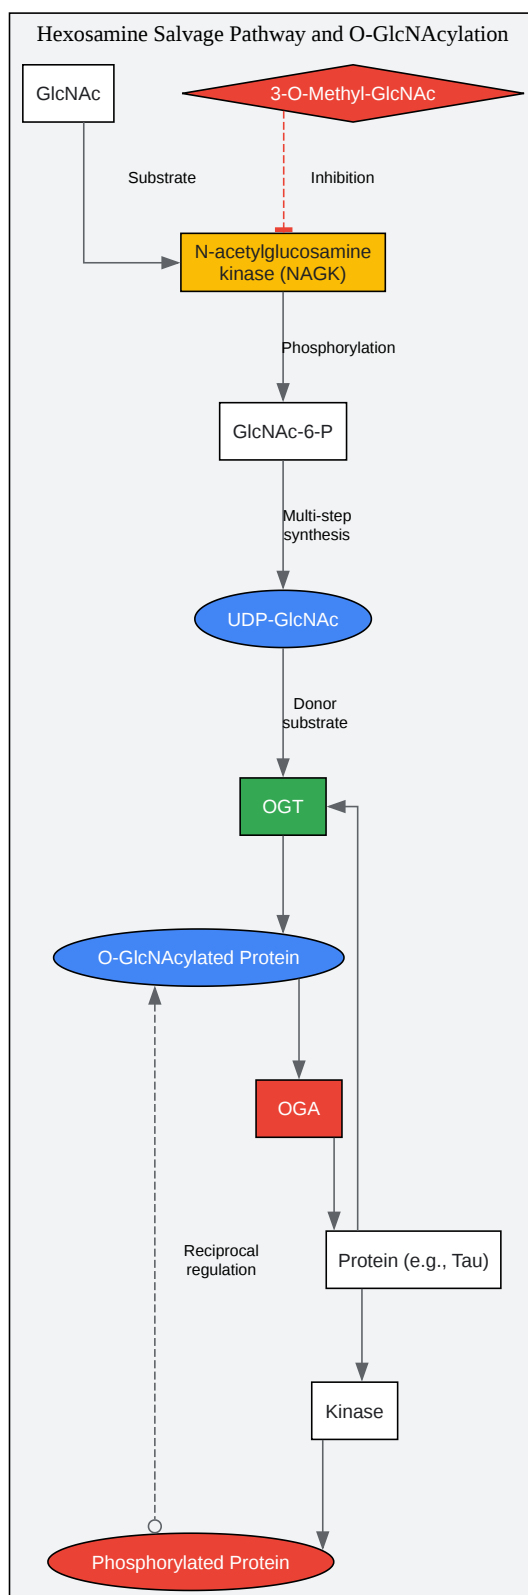 Hexosamine Salvage Pathway and O-GlcNAcylation
GlcNAc
3-O-Methyl-GlcNAc
Substrate
Inhibition
N-acetylglucosamine
kinase (NAGK)
Phosphorylation
GlcNAc-6-P
Multi-step
synthesis
UDP-GlcNAc
Donor
substrate
OGT
O-GlcNAcylated Protein
OGA
Reciprocal
regulation
Protein (e.g., Tau)
Kinase
Phosphorylated Protein